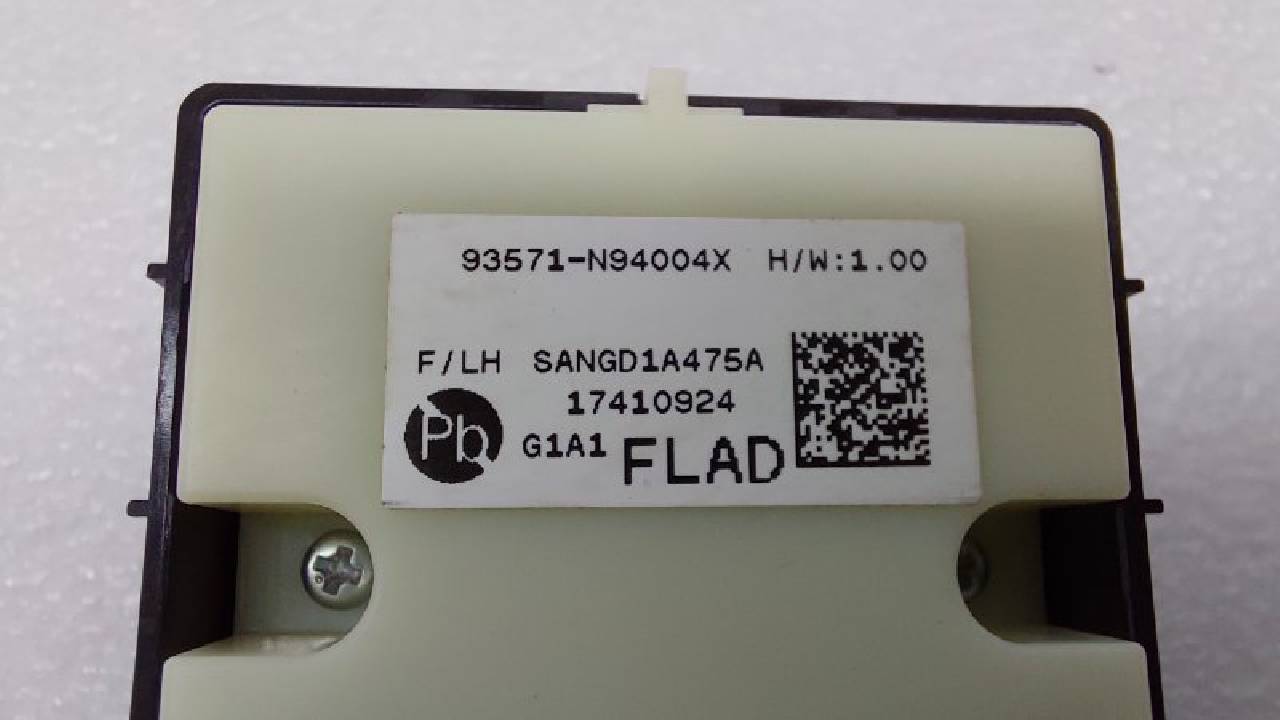 93571-N94004X H/W:1.00
F/LH SANGD1A475A
17410924
Pb G1A1 FLAD